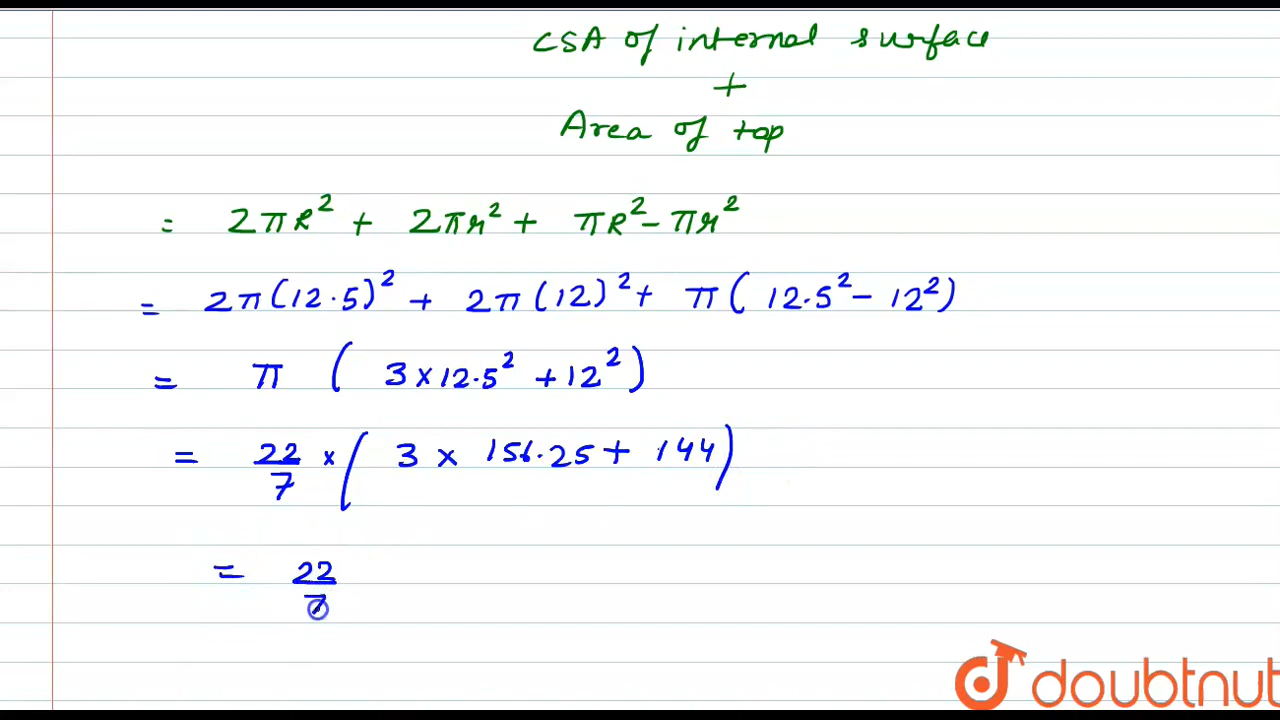 CSA of internal surface
+
Area of top
= 2πR² + 2πr² + πR² - πr²
= 2π(12.5)² + 2π(12)² + π(12.5² - 12²)
= π (3×12.5² + 12²)
= 22/7 × (3 × 156.25 + 144)
= 22/7
doubtnut